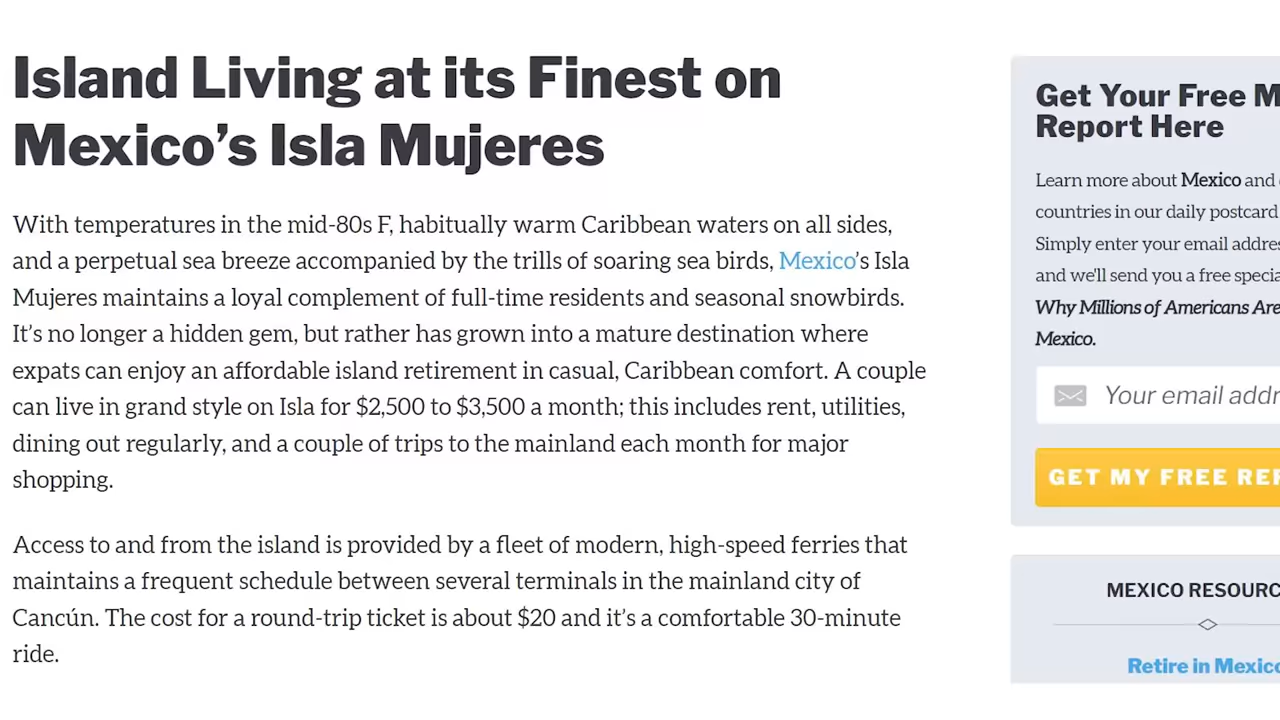 Island Living at its Finest on
Mexico’s Isla Mujeres
With temperatures in the mid-80s F, habitually warm Caribbean waters on all sides,
and a perpetual sea breeze accompanied by the trills of soaring sea birds, Mexico’s Isla
Mujeres maintains a loyal complement of full-time residents and seasonal snowbirds.
It’s no longer a hidden gem, but rather has grown into a mature destination where
expats can enjoy an affordable island retirement in casual, Caribbean comfort. A couple
can live in grand style on Isla for $2,500 to $3,500 a month; this includes rent, utilities,
dining out regularly, and a couple of trips to the mainland each month for major
shopping.
Access to and from the island is provided by a fleet of modern, high-speed ferries that
maintains a frequent schedule between several terminals in the mainland city of
Cancún. The cost for a round-trip ticket is about $20 and it’s a comfortable 30-minute
ride.
Get Your Free M
Report Here
Learn more about Mexico and
countries in our daily postcard
Simply enter your email addres
and we'll send you a free specia
Why Millions of Americans Are
Mexico.
Your email addr
GET MY FREE REP
MEXICO RESOURC
Retire in Mexico